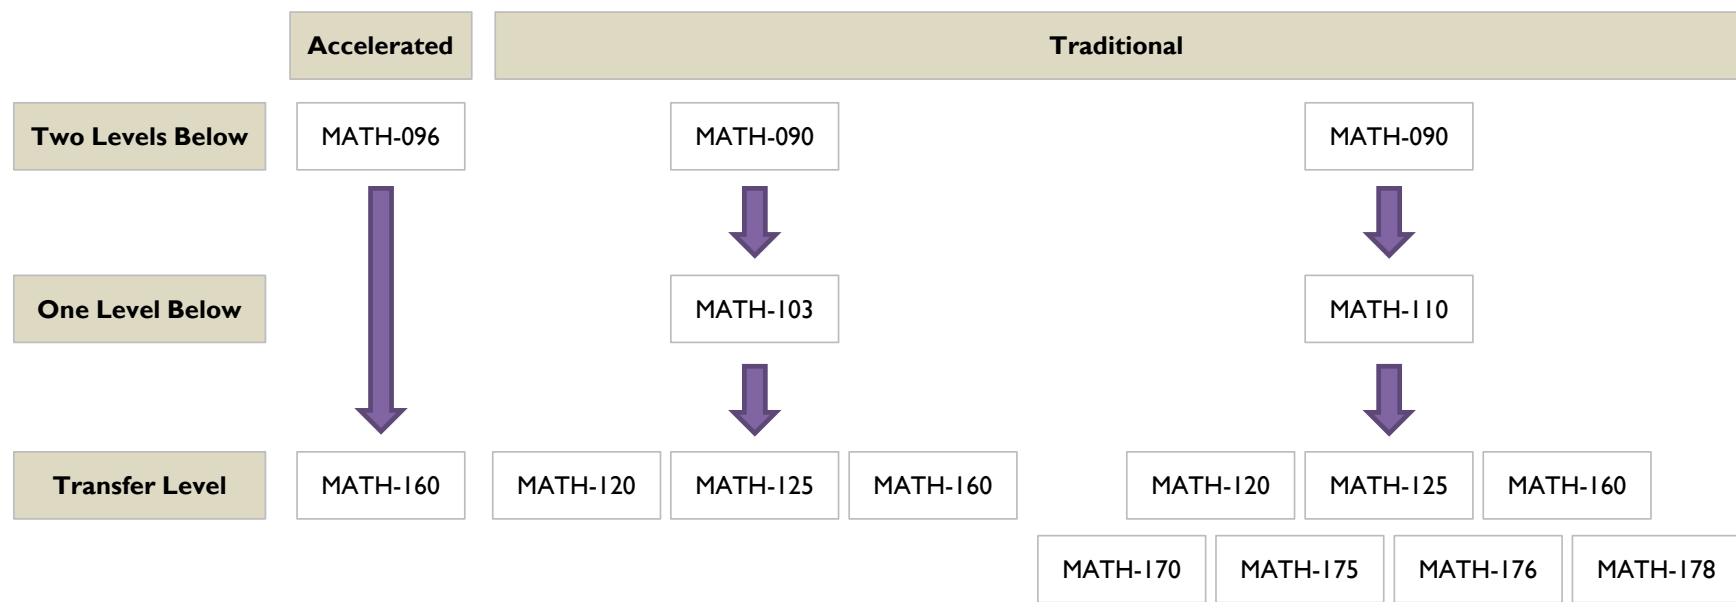 Accelerated
Traditional
Two Levels Below
MATH-096
MATH-090
MATH-090
One Level Below
MATH-103
MATH-110
Transfer Level
MATH-160
MATH-120
MATH-125
MATH-160
MATH-120
MATH-125
MATH-160
MATH-170
MATH-175
MATH-176
MATH-178